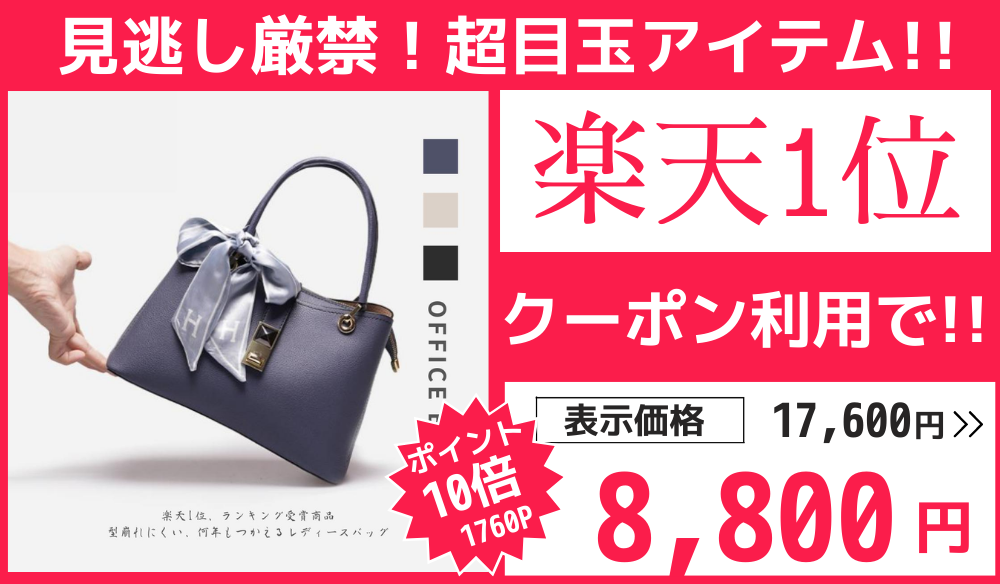 見逃し厳禁!超目玉アイテム!!
楽天1位
クーポン利用で!!
表示価格 17,600円>>
8,800円
ポイント
10倍
1760P
OFFICE
H H
楽天1位、ランキング受賞商品
型崩れにくい、何年もつかえるレディースバッグ